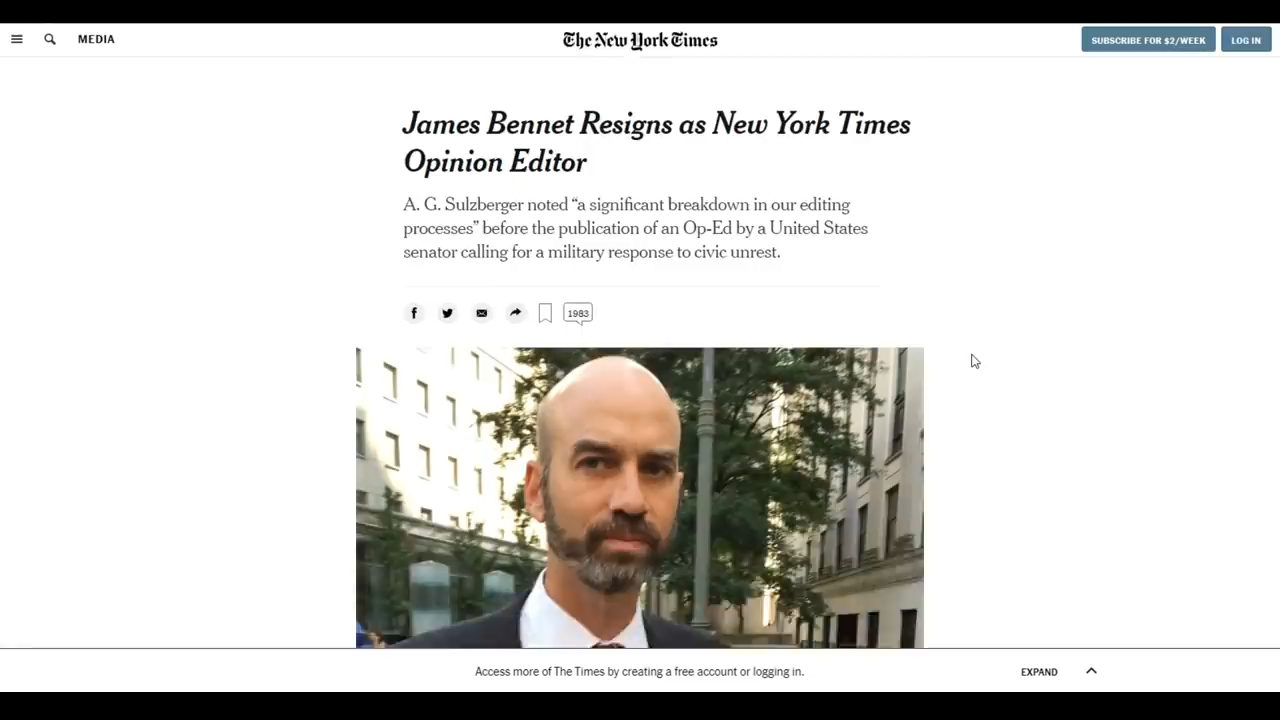 MEDIA
The New York Times
SUBSCRIBE FOR $2/WEEK
LOG IN
James Bennet Resigns as New York Times
Opinion Editor
A. G. Sulzberger noted “a significant breakdown in our editing
processes” before the publication of an Op-Ed by a United States
senator calling for a military response to civic unrest.
1983
Access more of The Times by creating a free account or logging in.
EXPAND